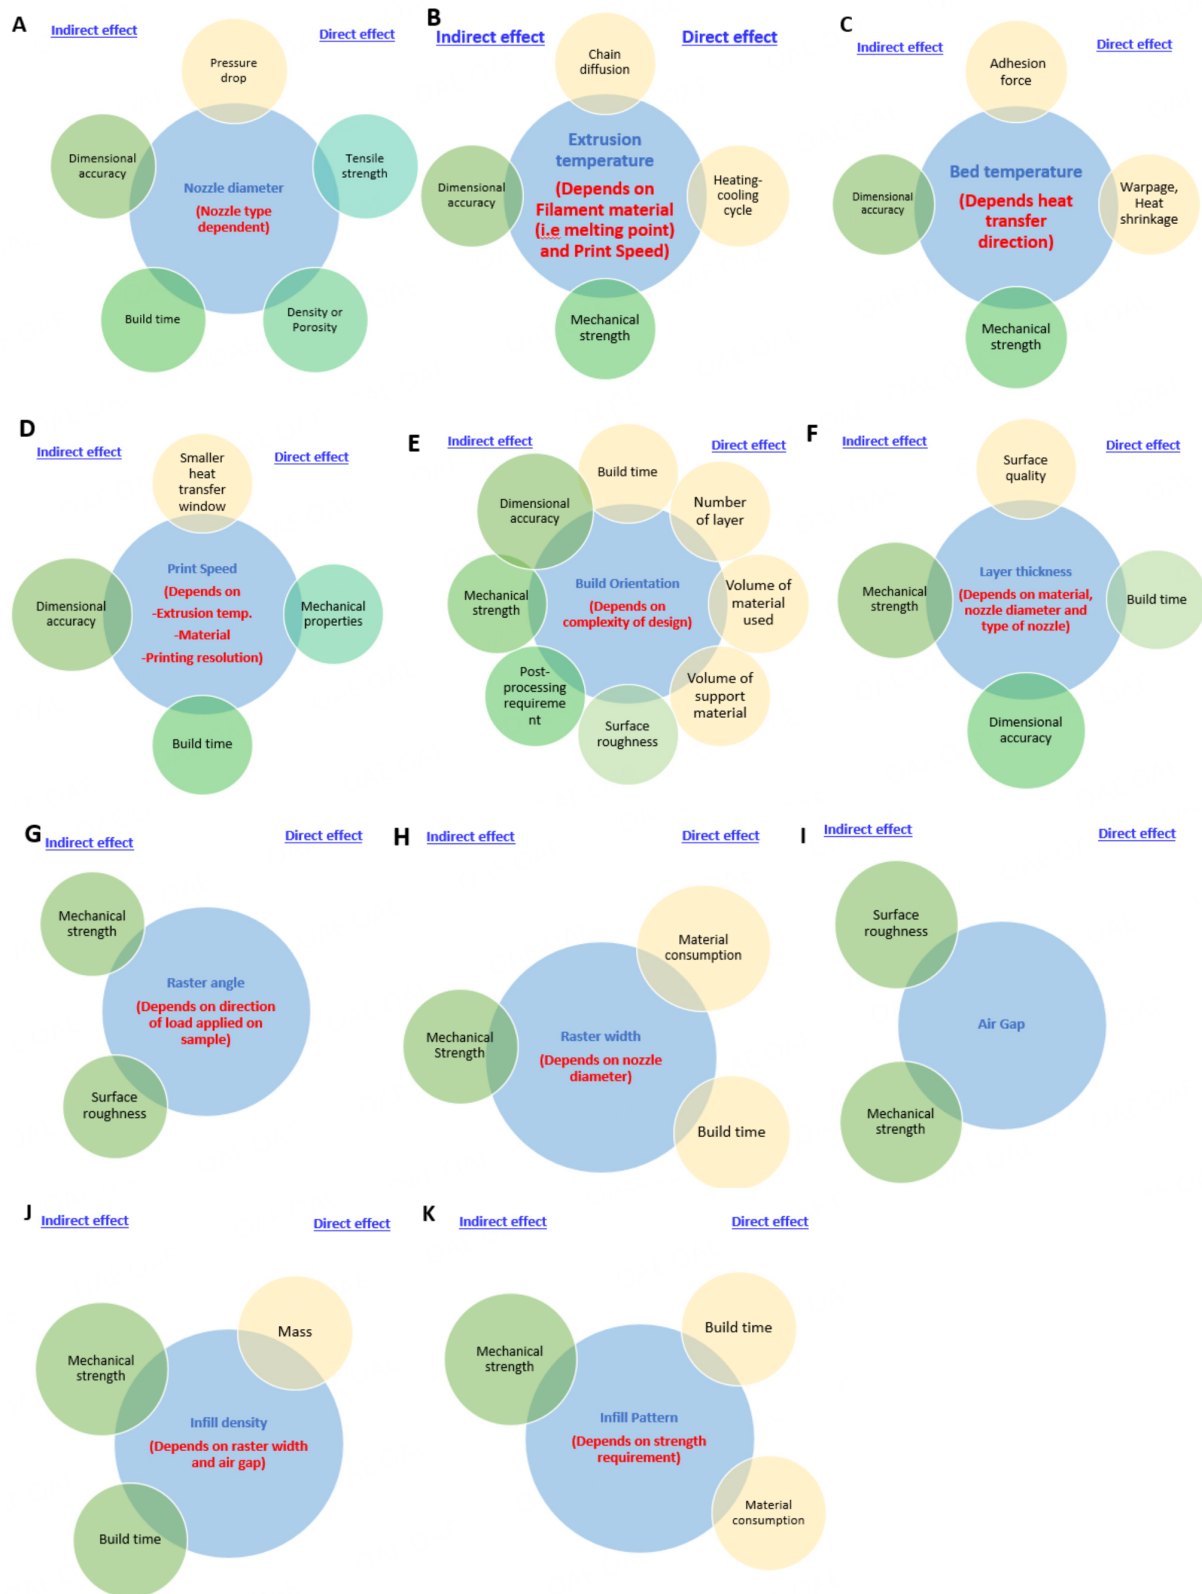 A
Indirect effect
Direct effect
Pressure
drop
Dimensional
accuracy
Tensile
strength
Nozzle diameter
(Nozzle type
dependent)
Build time
Density or
Porosity
B
Indirect effect
Direct effect
Chain
diffusion
Extrusion
temperature
(Depends on
Filament material
(i.e melting point)
and Print Speed)
Dimensional
accuracy
Heating-
cooling
cycle
Mechanical
strength
C
Indirect effect
Direct effect
Adhesion
force
Bed temperature
(Depends heat
transfer
direction)
Dimensional
accuracy
Warpage,
Heat
shrinkage
Mechanical
strength
D
Indirect effect
Direct effect
Smaller
heat
transfer
window
Print Speed
(Depends on
-Extrusion temp.
-Material
-Printing resolution)
Dimensional
accuracy
Mechanical
properties
Build time
E
Indirect effect
Direct effect
Build time
Dimensional
accuracy
Number
of layer
Mechanical
strength
Build Orientation
(Depends on
complexity of design)
Volume of
material
used
Post-
processing
requireme
nt
Surface
roughness
Volume of
support
material
F
Indirect effect
Direct effect
Surface
quality
Mechanical
strength
Layer thickness
(Depends on material,
nozzle diameter and
type of nozzle)
Build time
Dimensional
accuracy
G
Indirect effect
Direct effect
Mechanical
strength
Raster angle
(Depends on direction
of load applied on
sample)
Surface
roughness
H
Indirect effect
Direct effect
Material
consumption
Mechanical
Strength
Raster width
(Depends on nozzle
diameter)
Build time
I
Indirect effect
Direct effect
Surface
roughness
Air Gap
Mechanical
strength
J
Indirect effect
Direct effect
Mass
Mechanical
strength
Infill density
(Depends on raster width
and air gap)
Build time
K
Indirect effect
Direct effect
Build time
Mechanical
strength
Infill Pattern
(Depends on strength
requirement)
Material
consumption